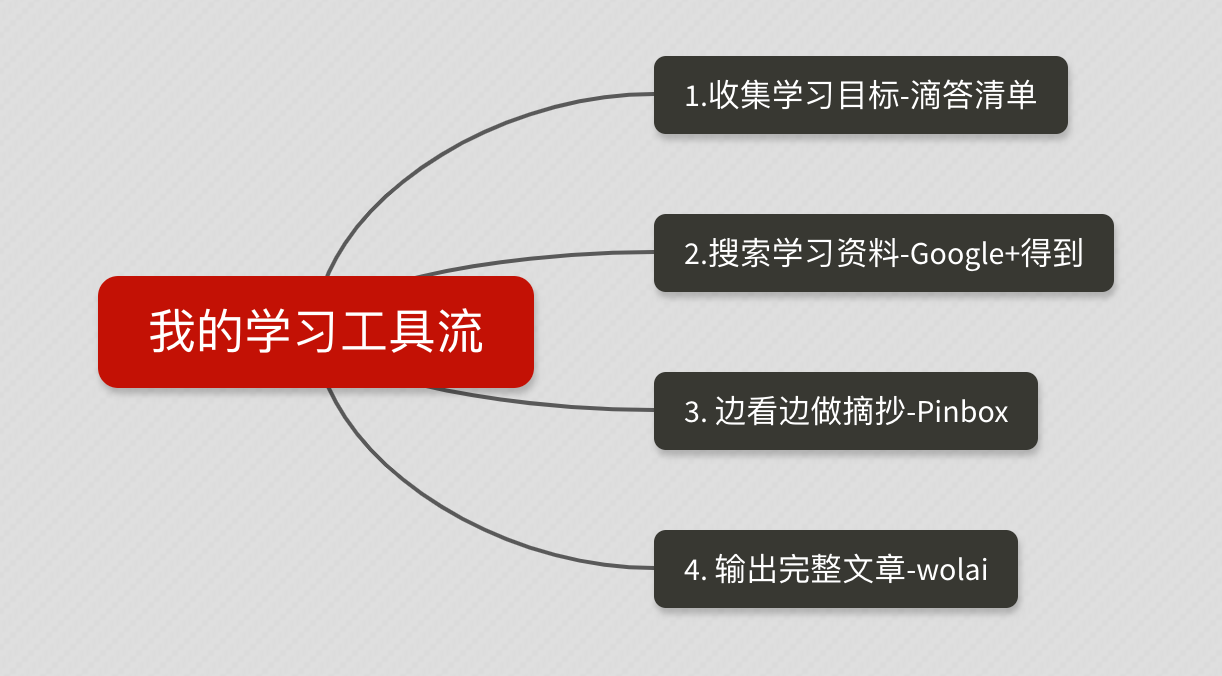 我的学习工具流
1.收集学习目标-滴答清单
2.搜索学习资料-Google+得到
3. 边看边做摘抄-Pinbox
4. 输出完整文章-wolai